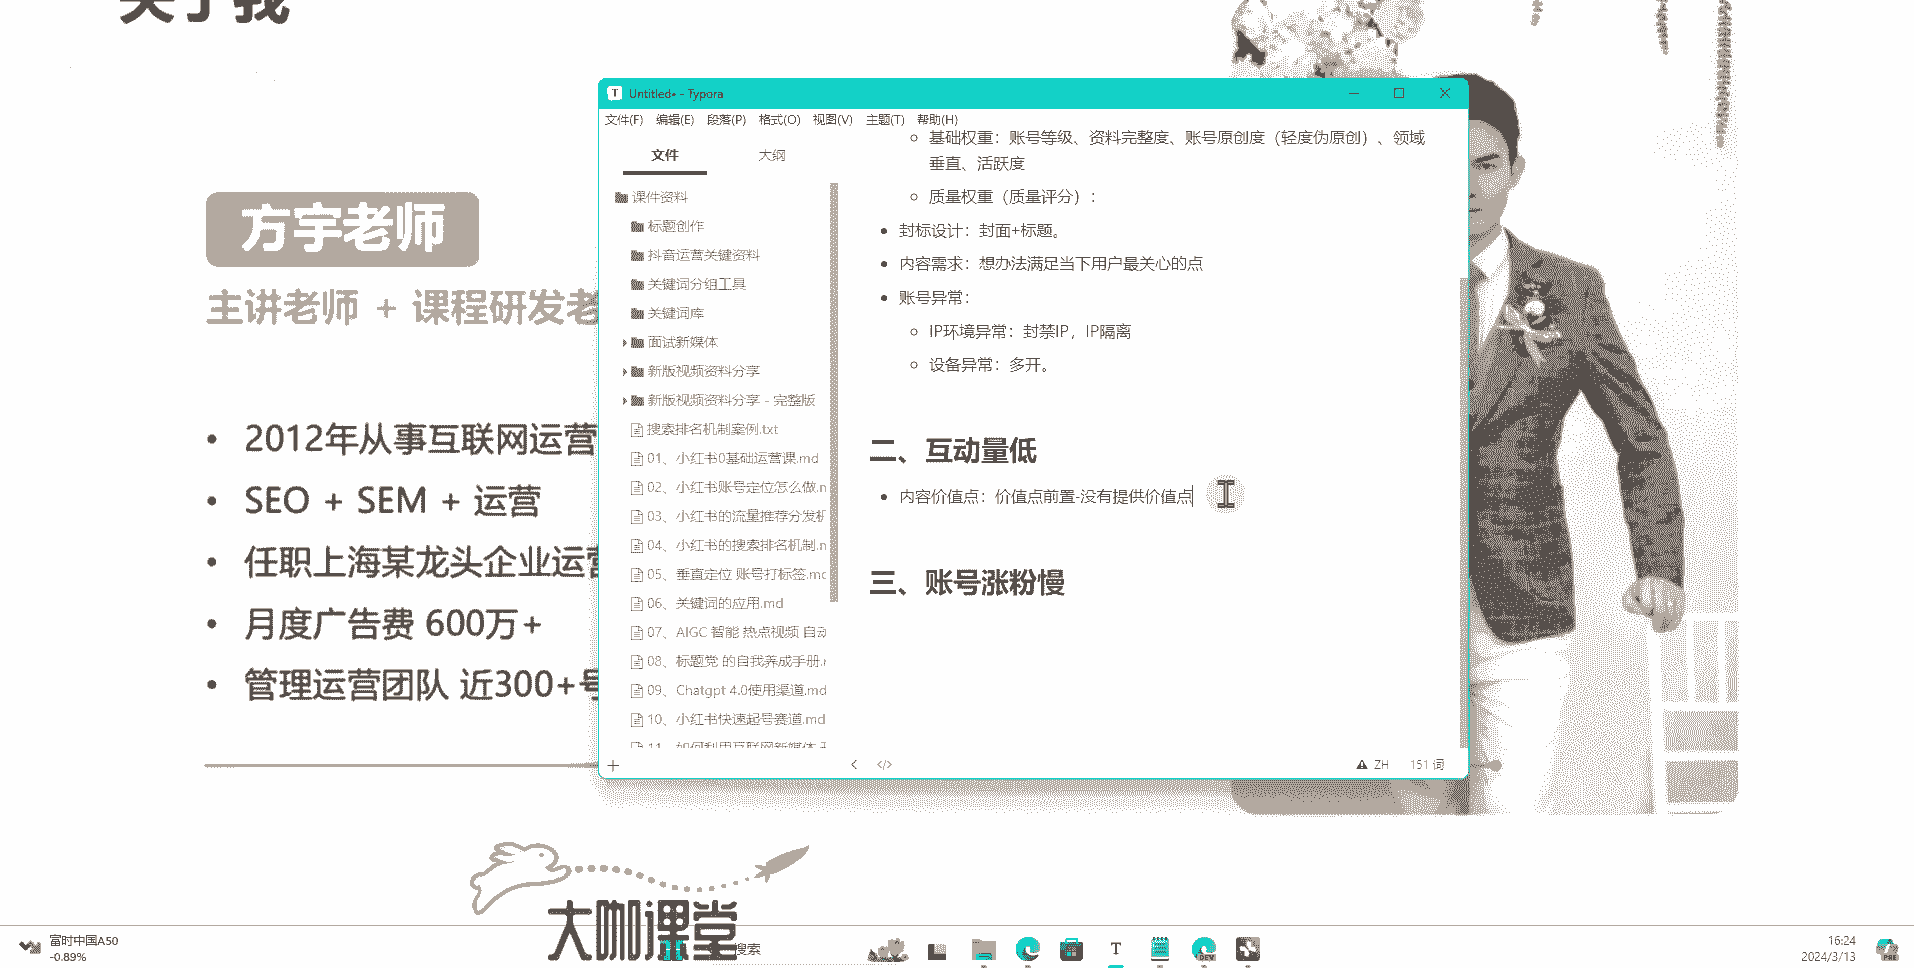 关于我
方宇老师
主讲老师 + 课程研发老
• 2012年从事互联网运营
• SEO + SEM + 运营
• 任职上海某龙头企业运营
• 月度广告费 600万+
• 管理运营团队 近300+号
Untitled• - Typora
文件(F) 编辑(E) 段落(P) 格式(O) 视图(V) 主题(T) 帮助(H)
文件 大纲
课件资料
标题创作
抖音运营关键资料
关键词分组工具
关键词库
面试新媒体
新版视频资料分享
新版视频资料分享 - 完整版
搜索排名机制案例.txt
01、小红书0基础运营课.md
02、小红书账号定位怎么做.m
03、小红书的流量推荐分发机
04、小红书的搜索排名机制.m
05、垂直定位 账号打标签.mc
06、关键词的应用.md
07、AIGC 智能 热点视频 自动
08、标题党 的自我养成手册.r
09、Chatgpt 4.0使用渠道.md
10、小红书快速起号赛道.md
11、如何利用互联网新媒体
基础权重：账号等级、资料完整度、账号原创度（轻度伪原创）、领域
垂直、活跃度
质量权重（质量评分）：
封标设计：封面+标题。
内容需求：想办法满足当下用户最关心的点
账号异常：
IP环境异常：封禁IP，IP隔离
设备异常：多开。
二、互动量低
内容价值点：价值点前置-没有提供价值点
三、账号涨粉慢
ZH 151 词
大咖课堂
富时中国A50
-0.89%
搜索
16:24
2024/3/13